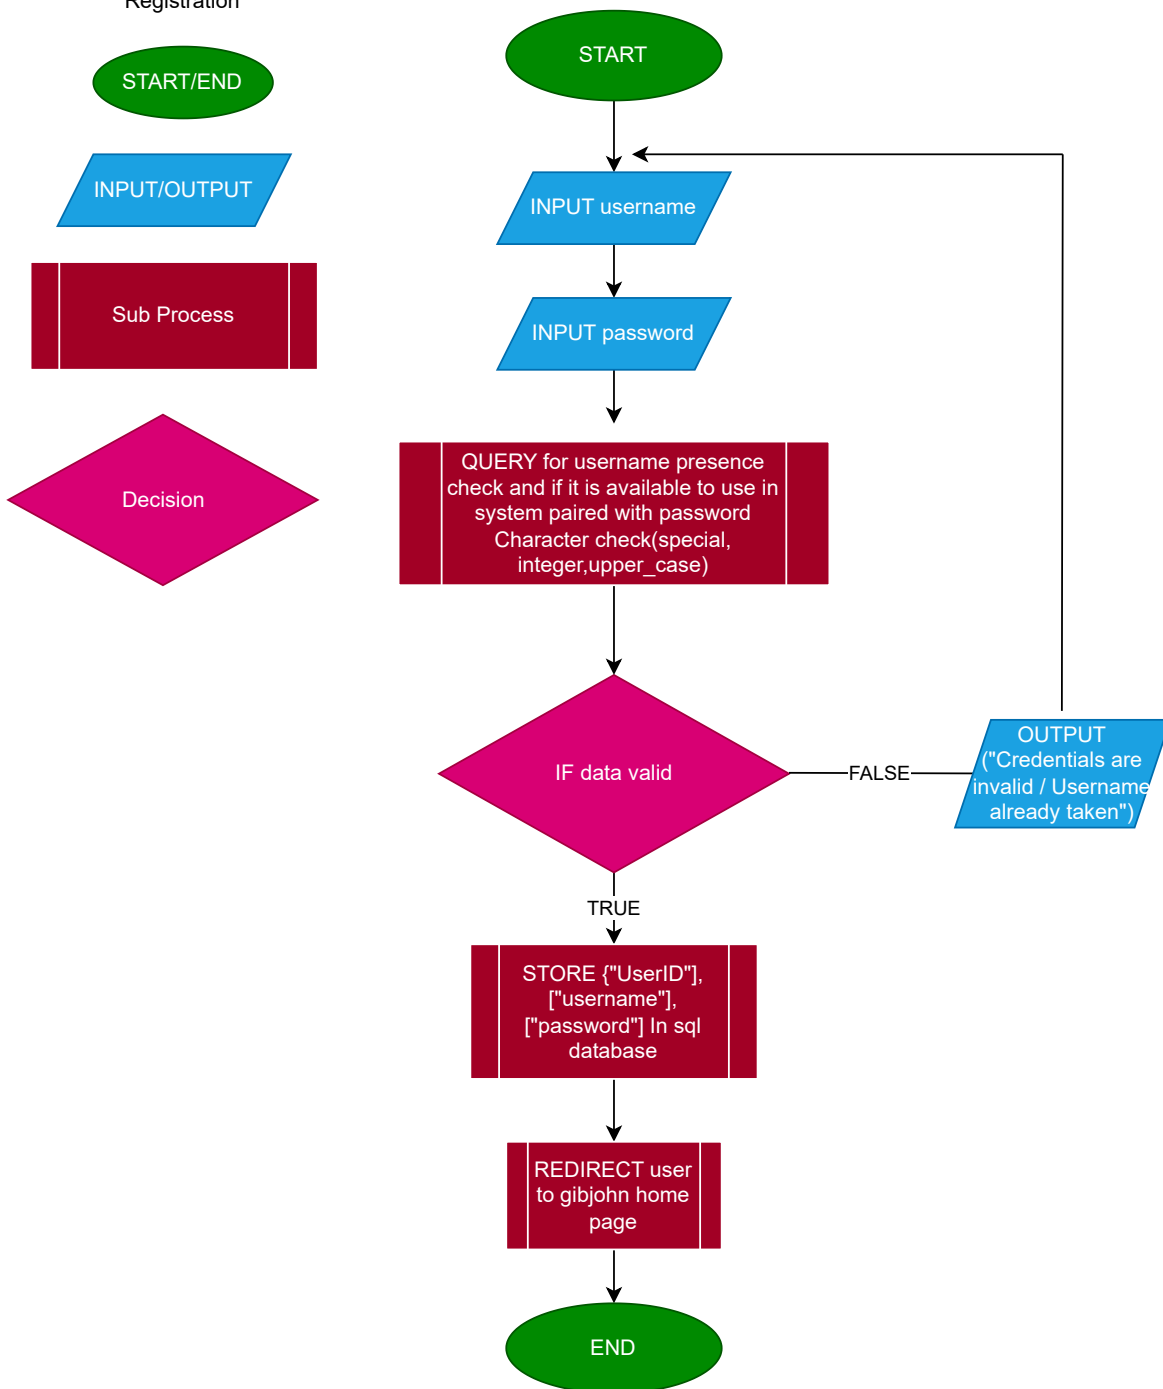 Registration
START/END
INPUT/OUTPUT
Sub Process
Decision
START
INPUT username
INPUT password
QUERY for username presence
check and if it is available to use in
system paired with password
Character check(special,
integer,upper_case)
IF data valid
FALSE
OUTPUT
("Credentials are
invalid / Username
already taken")
TRUE
STORE {"UserID"],
["username"],
["password"] In sql
database
REDIRECT user
to gibjohn home
page
END